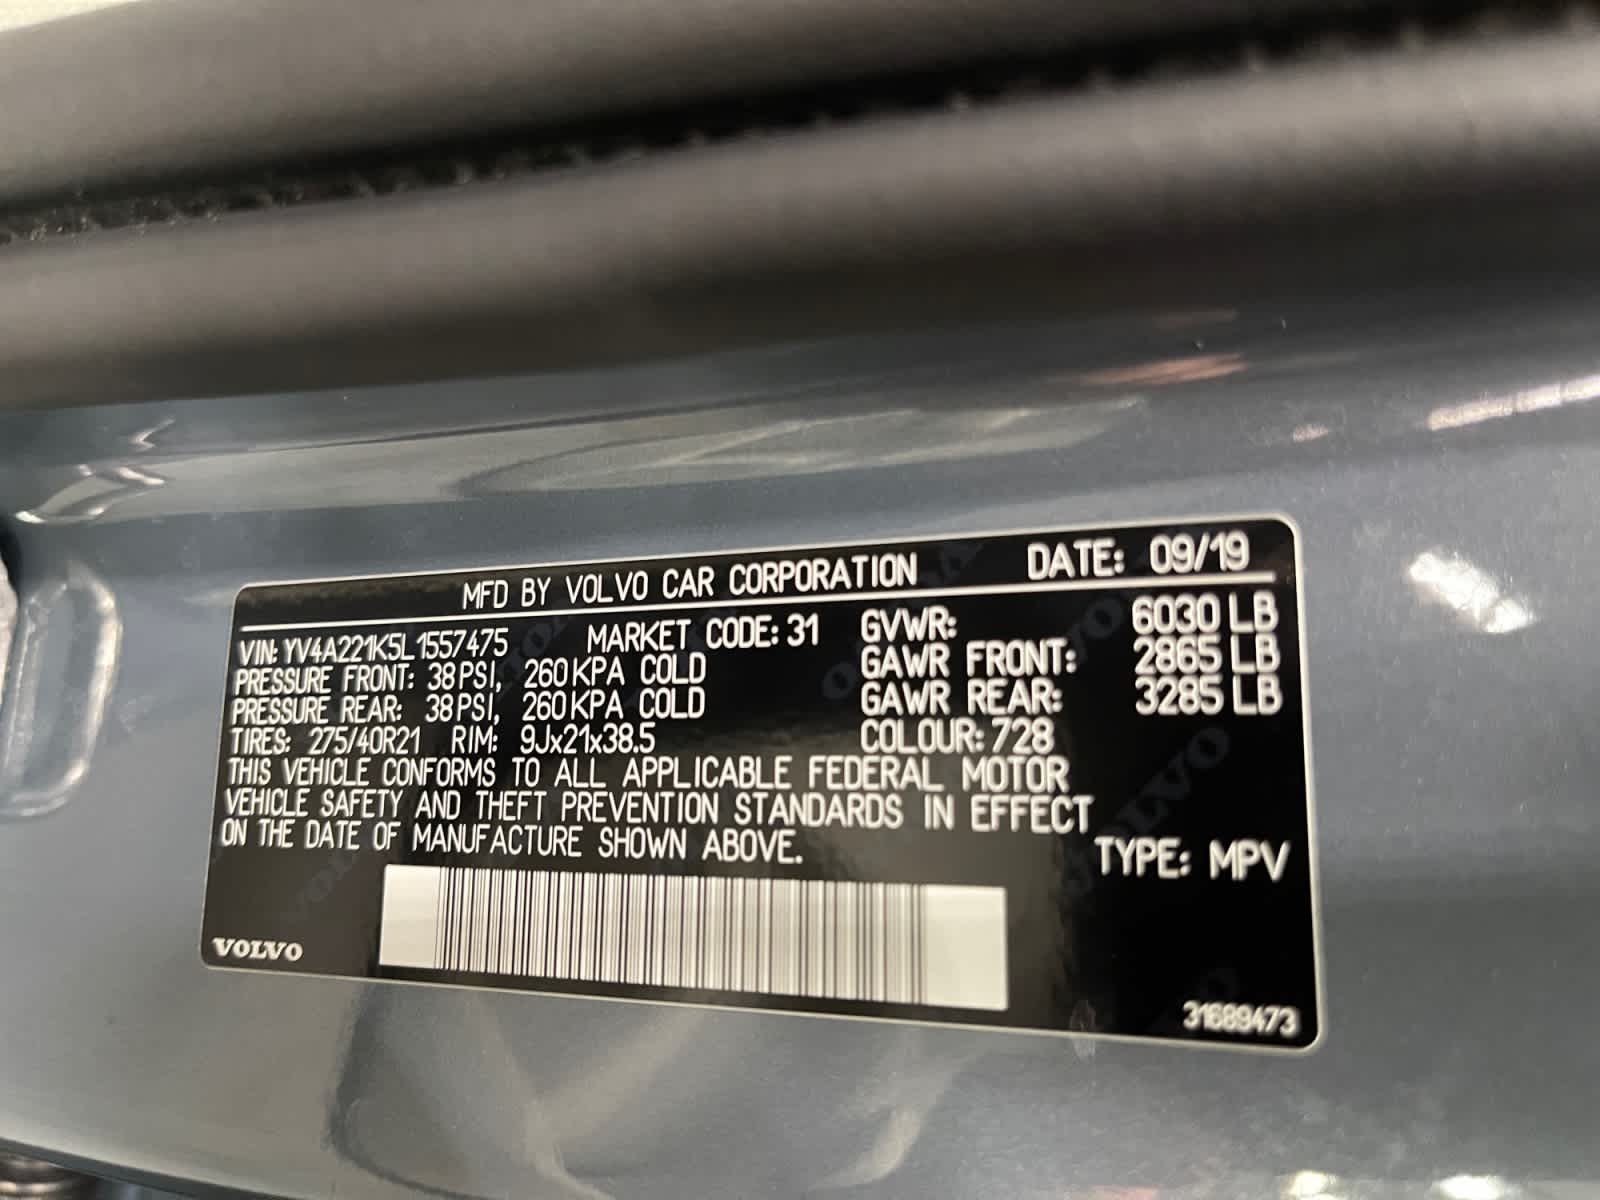 MFD BY VOLVO CAR CORPORATION DATE: 09/19
VIN: YV4A221K5L1557475 MARKET CODE: 31 GVWR: 6030 LB
PRESSURE FRONT: 38 PSI, 260 KPA COLD GAWR FRONT: 2865 LB
PRESSURE REAR: 38 PSI, 260 KPA COLD GAWR REAR: 3285 LB
TIRES: 275/40R21 RIM: 9Jx21x38.5 COLOUR: 728
THIS VEHICLE CONFORMS TO ALL APPLICABLE FEDERAL MOTOR
VEHICLE SAFETY AND THEFT PREVENTION STANDARDS IN EFFECT
ON THE DATE OF MANUFACTURE SHOWN ABOVE.
TYPE: MPV
VOLVO
31689473